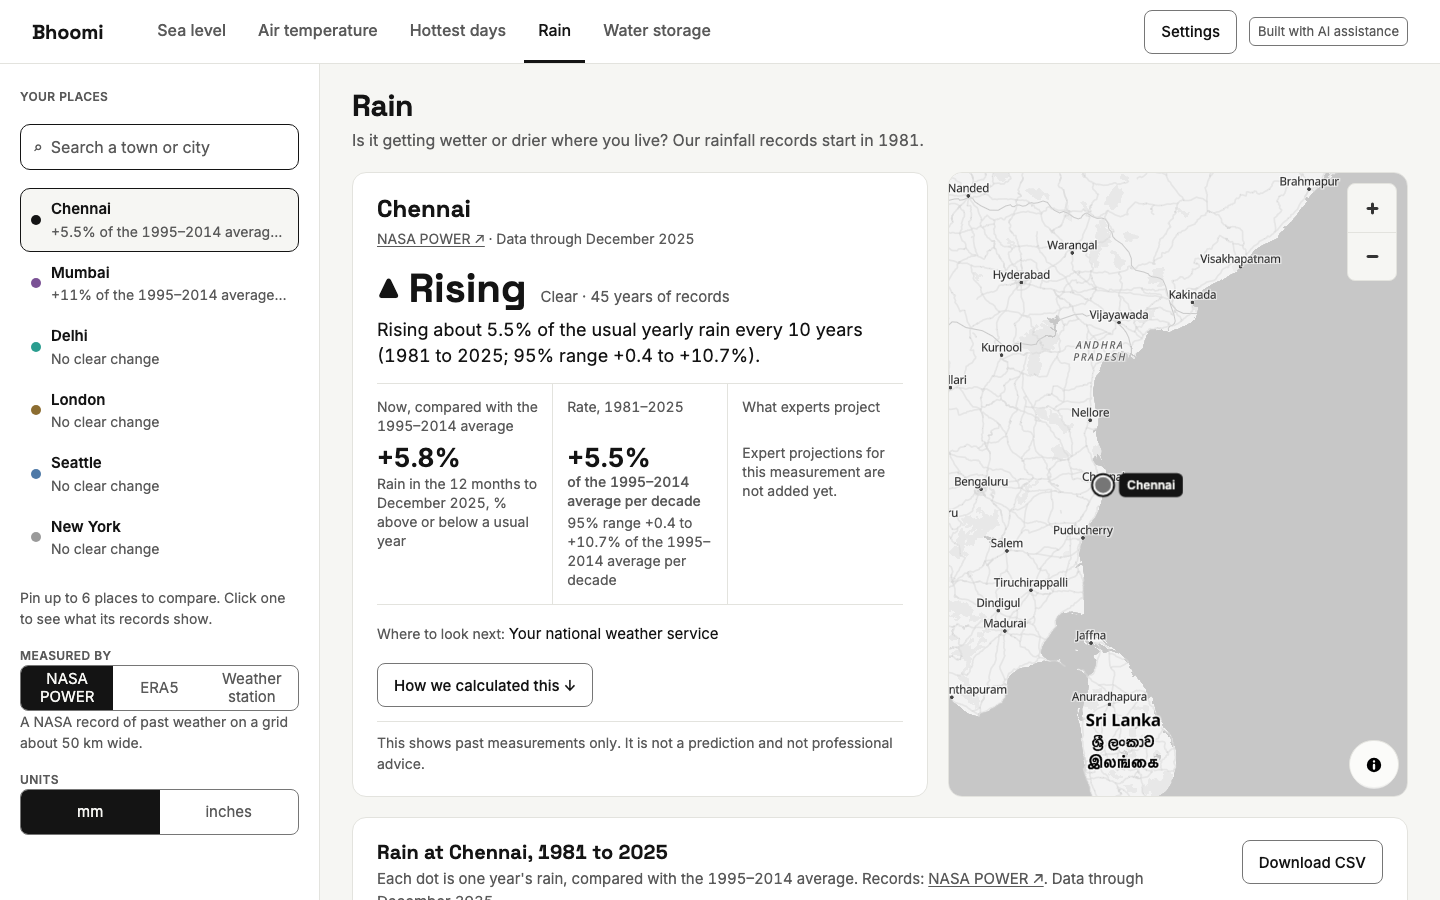 Bhoomi
Sea level
Air temperature
Hottest days
Rain
Water storage
Settings
Built with AI assistance
YOUR PLACES
Search a town or city
Chennai
+5.5% of the 1995–2014 averag...
Mumbai
+11% of the 1995–2014 average...
Delhi
No clear change
London
No clear change
Seattle
No clear change
New York
No clear change
Pin up to 6 places to compare. Click one
to see what its records show.
MEASURED BY
NASA
POWER
ERA5
Weather
station
A NASA record of past weather on a grid
about 50 km wide.
UNITS
mm
inches
Rain
Is it getting wetter or drier where you live? Our rainfall records start in 1981.
Chennai
NASA POWER ↗ · Data through December 2025
▲ Rising Clear · 45 years of records
Rising about 5.5% of the usual yearly rain every 10 years
(1981 to 2025; 95% range +0.4 to +10.7%).
Now, compared with the
1995–2014 average
+5.8%
Rain in the 12 months to
December 2025, %
above or below a usual
year
Rate, 1981–2025
+5.5%
of the 1995–2014
average per decade
95% range +0.4 to
+10.7% of the 1995–
2014 average per
decade
What experts project
Expert projections for
this measurement are
not added yet.
Where to look next: Your national weather service
How we calculated this ↓
This shows past measurements only. It is not a prediction and not professional
advice.
Nanded
Brahmapur
Warangal
Visakhapatnam
Hyderabad
Kakinada
Vijayawada
Kurnool
ANDHRA
PRADESH
llari
Nellore
Chennai
Bengaluru
ru
Puducherry
Salem
Tiruchirappalli
Dindigul
Madurai
Jaffna
nthapuram
Anuradhapura
Sri Lanka
ශ්‍රී ලංකාව
இலங்கை
+
−
Rain at Chennai, 1981 to 2025
Each dot is one year's rain, compared with the 1995–2014 average. Records: NASA POWER ↗. Data through
December 2025.
Download CSV